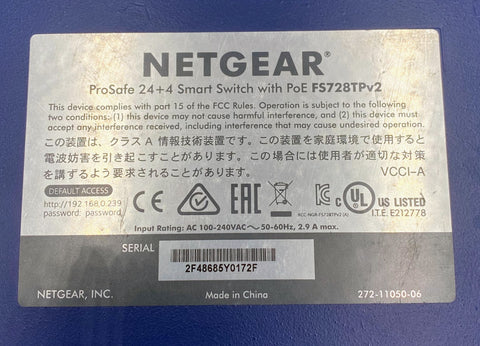 NETGEAR®
ProSafe 24+4 Smart Switch with PoE FS728TPv2
This device complies with part 15 of the FCC Rules. Operation is subject to the following
two conditions: (1) this device may not cause harmful interference, and (2) this device must
accept any interference received, including interference that may cause undesired operation.
この装置は、クラスA 情報技術装置です。この装置を家庭環境で使用すると
電波妨害を引き起こすことがあります。この場合には使用者が適切な対策
を講ずるよう要求されることがあります。 VCCI-A
DEFAULT ACCESS
http://192.168.0.239
password: password
CE
EAC
RCC-NGR-FS728TPv2 (A)
C UL US LISTED
I.T.E. E212778
Input Rating: AC 100-240VAC～50-60Hz, 2.9 A max.
SERIAL
2F48685Y0172F
NETGEAR, INC.
Made in China
272-11050-06